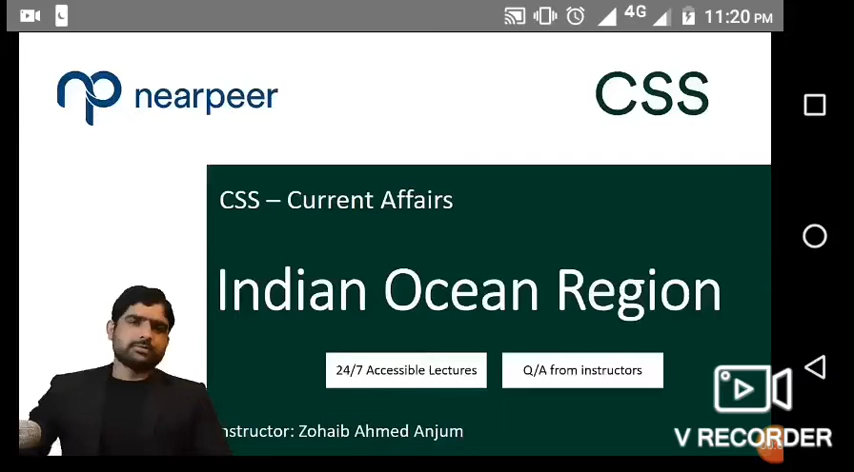 4G 11:20 PM
nearpeer
CSS
CSS – Current Affairs
Indian Ocean Region
24/7 Accessible Lectures
Q/A from instructors
nstructor: Zohaib Ahmed Anjum
V RECORDER